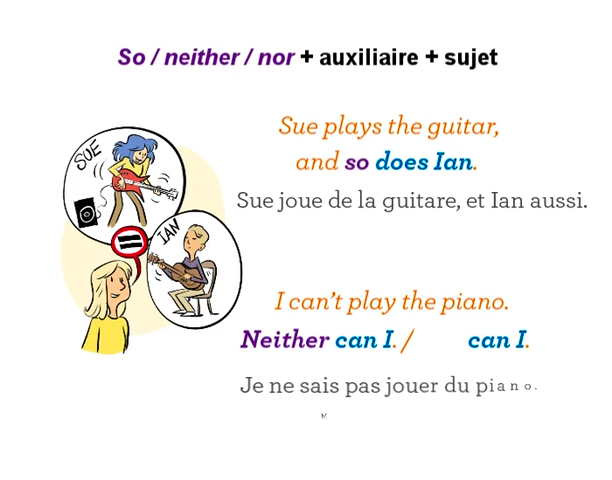 So / neither / nor + auxiliaire + sujet
Sue plays the guitar,
and so does Ian.
Sue joue de la guitare, et Ian aussi.
SUE
=
IAN
I can't play the piano.
Neither can I. / can I.
Je ne sais pas jouer du piano.
M